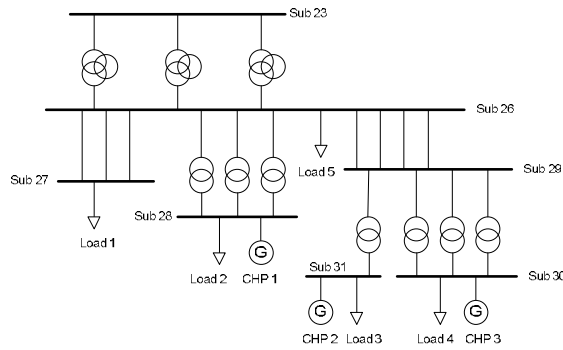 Sub 23
Sub 26
Load 5
Sub 29
Sub 27
Sub 28
Load 1
G
Sub 31
Sub 30
Load 2
CHP 1
G
G
CHP 2
Load 3
Load 4
CHP 3